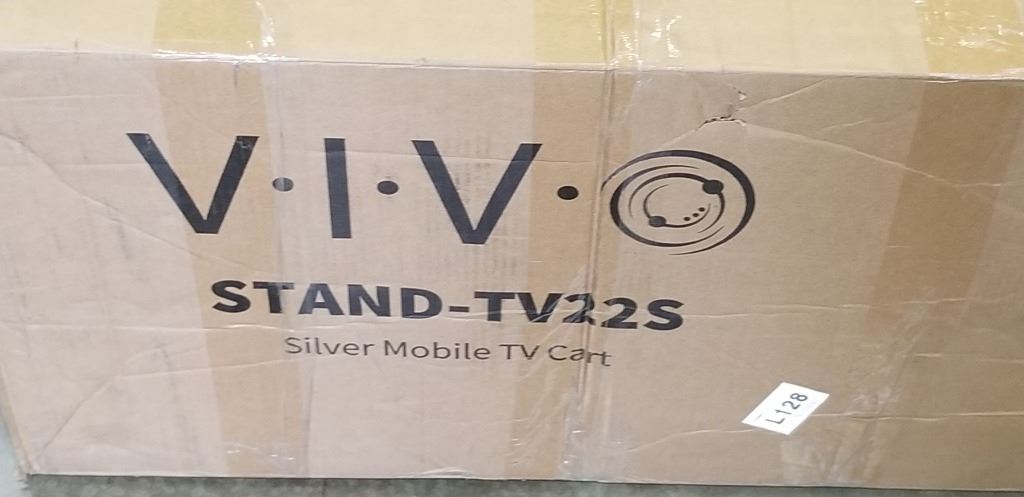 V·I·V·O
STAND-TV22S
Silver Mobile TV Cart
L128